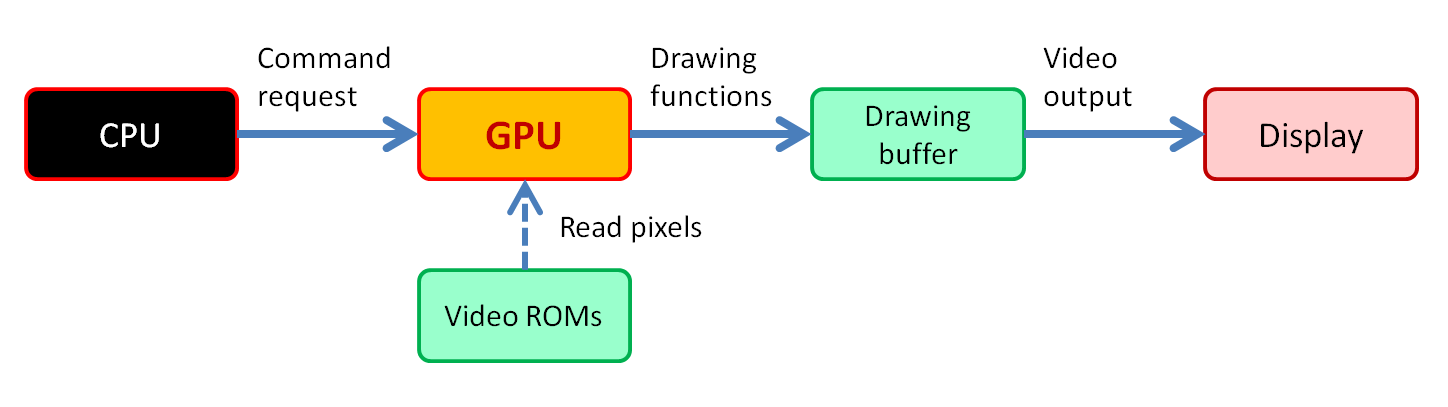 Command
request
Drawing
functions
Video
output
CPU
GPU
Drawing
buffer
Display
Read pixels
Video ROMs